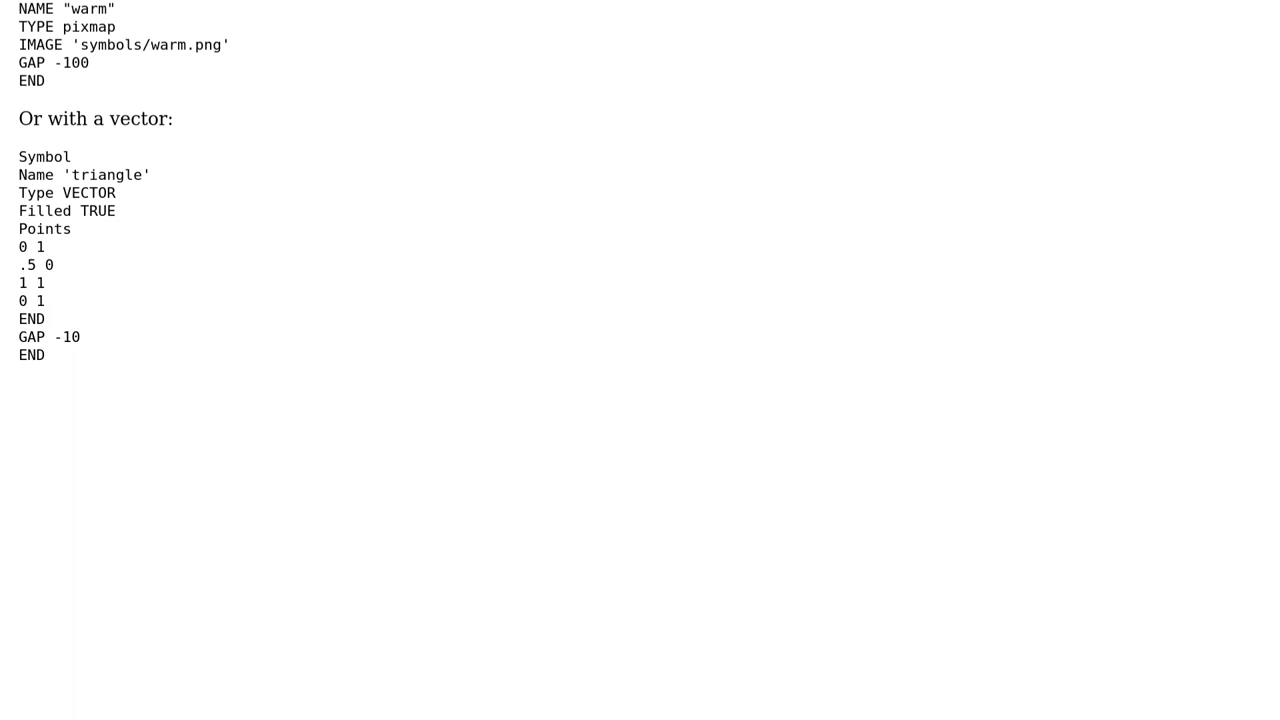 NAME "warm"
TYPE pixmap
IMAGE 'symbols/warm.png'
GAP -100
END
Or with a vector:
Symbol
Name 'triangle'
Type VECTOR
Filled TRUE
Points
0 1
.5 0
1 1
0 1
END
GAP -10
END